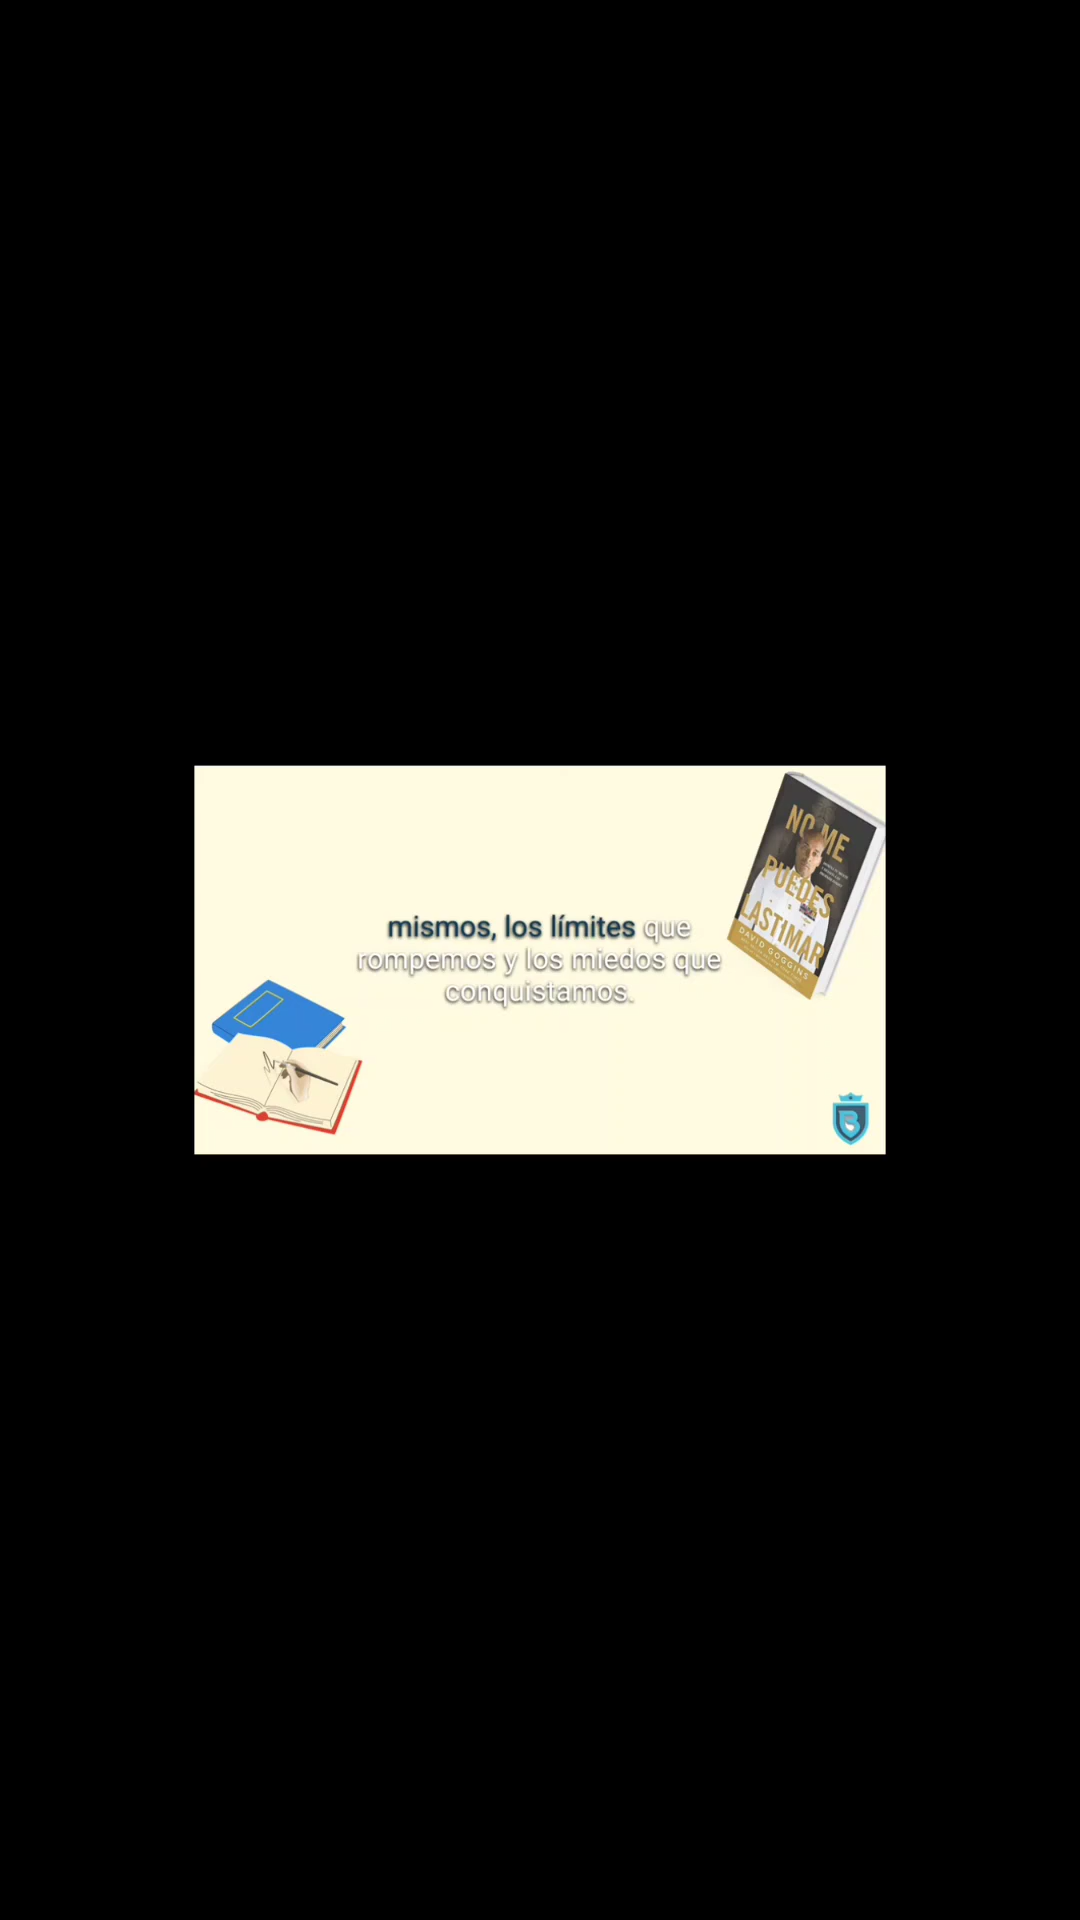 NO ME
PUEDES
LASTIMAR
DAVID GOGGINS
mismos, los límites que
rompemos y los miedos que
conquistamos.
B